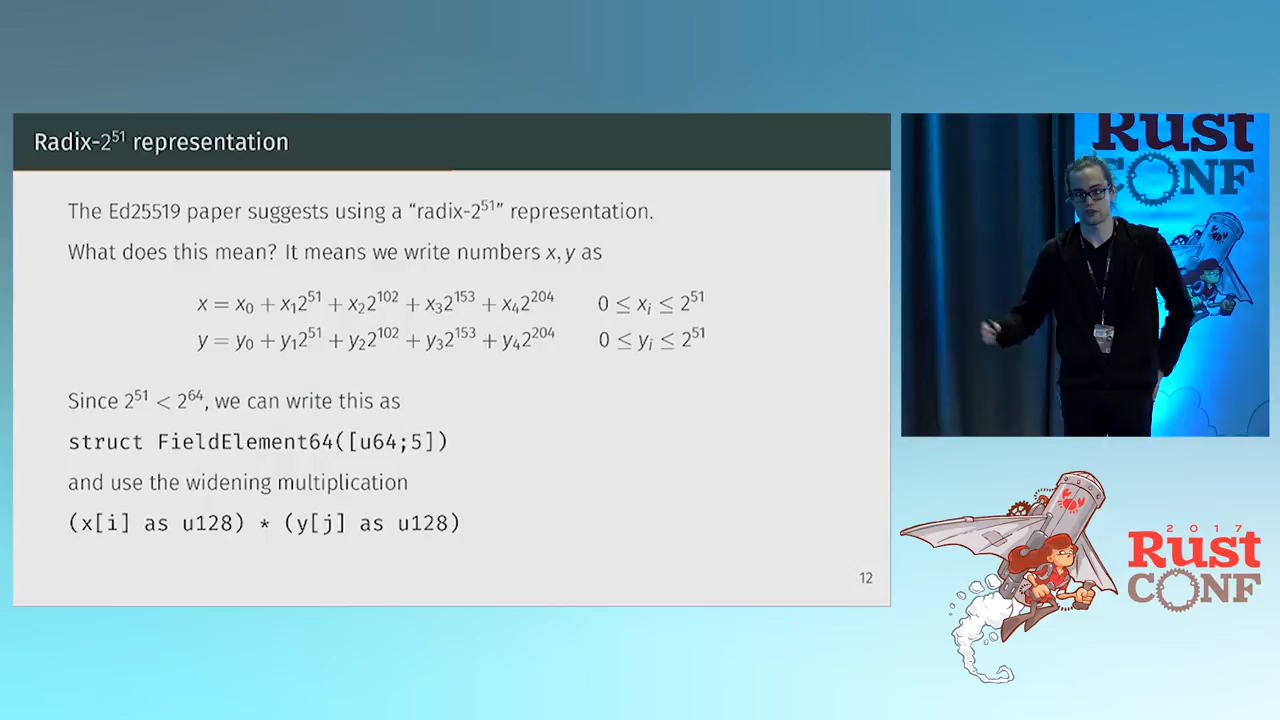 Radix-2⁵¹ representation
The Ed25519 paper suggests using a “radix-2⁵¹” representation.
What does this mean? It means we write numbers x, y as
x = x₀ + x₁2⁵¹ + x₂2¹⁰² + x₃2¹⁵³ + x₄2²⁰⁴ 0 ≤ xᵢ ≤ 2⁵¹
y = y₀ + y₁2⁵¹ + y₂2¹⁰² + y₃2¹⁵³ + y₄2²⁰⁴ 0 ≤ yᵢ ≤ 2⁵¹
Since 2⁵¹ < 2⁶⁴, we can write this as
struct FieldElement64([u64;5])
and use the widening multiplication
(x[i] as u128) * (y[j] as u128)
12
Rust
CONF
2017
Rust
CONF